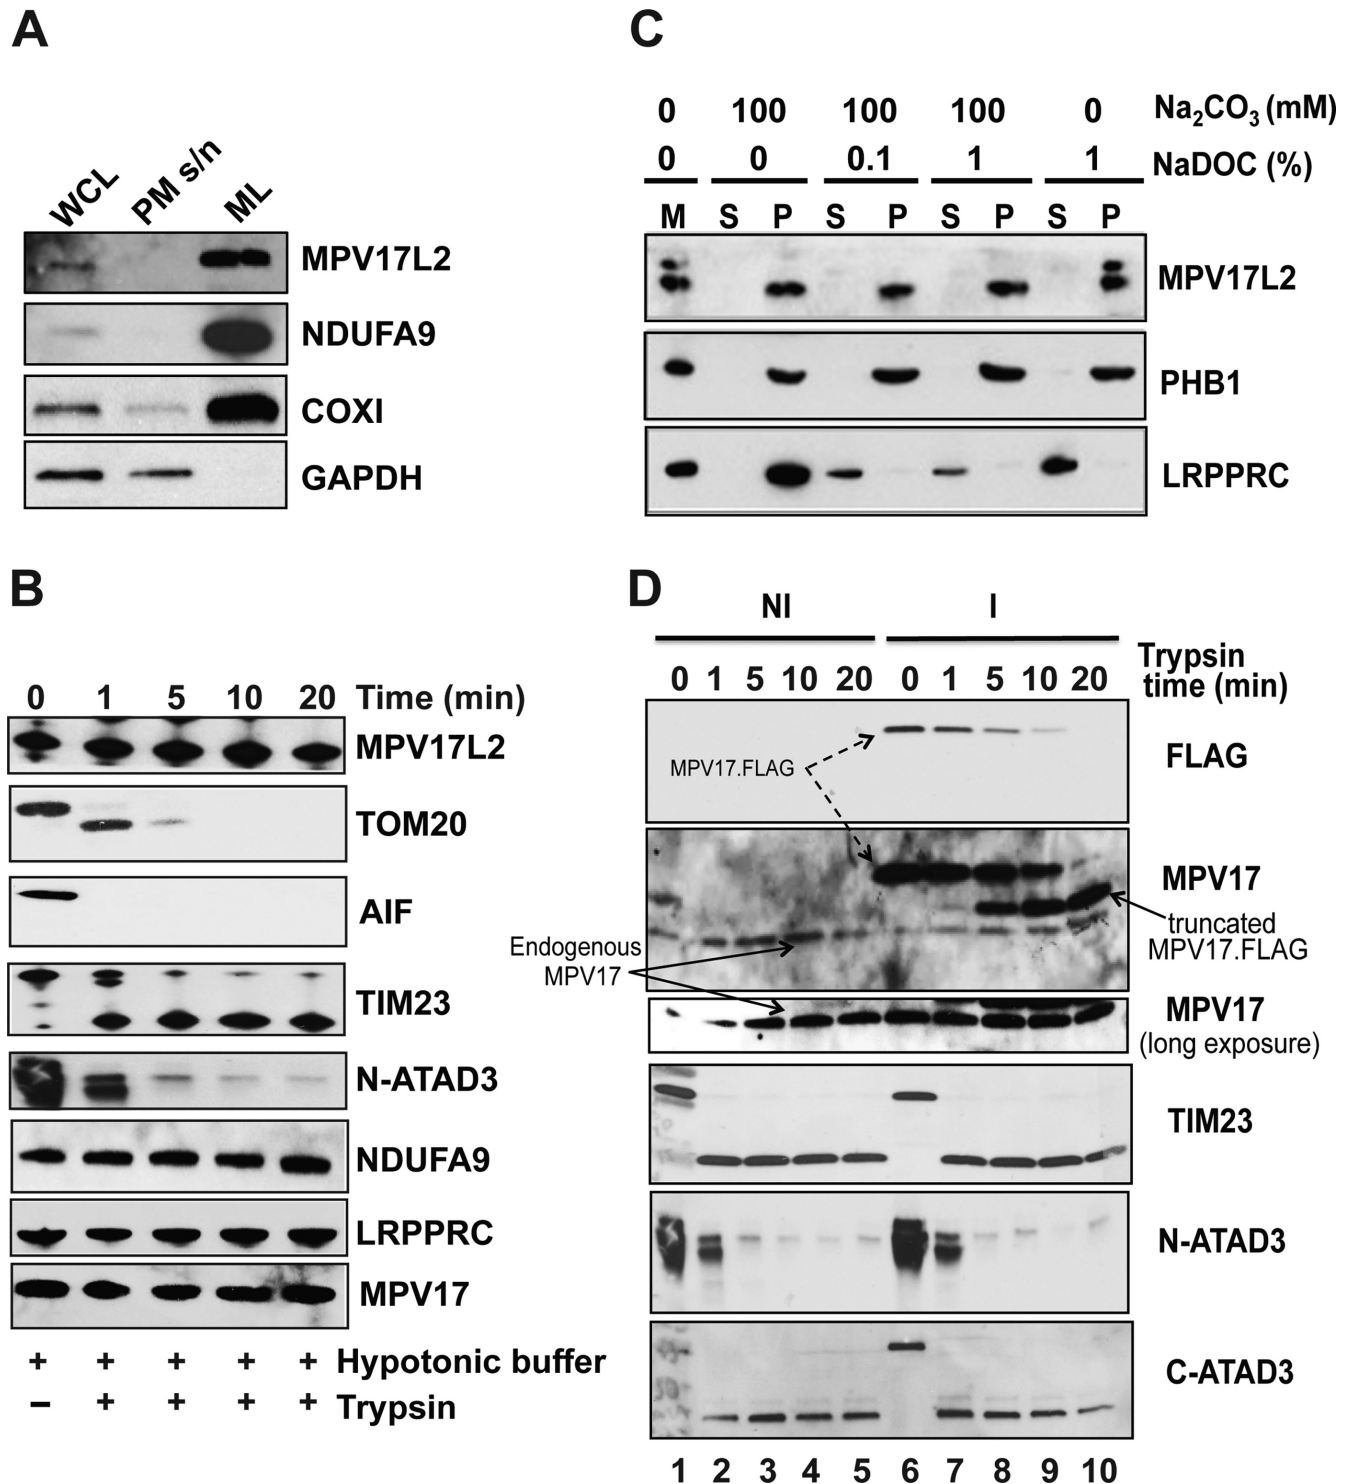 A
WCL PM s/n ML
MPV17L2
NDUFA9
COXI
GAPDH
B
0 1 5 10 20 Time (min)
MPV17L2
TOM20
AIF
TIM23
N-ATAD3
NDUFA9
LRPPRC
MPV17
+ + + + + Hypotonic buffer
− + + + + Trypsin
C
0 100 100 100 0 Na₂CO₃ (mM)
0 0 0.1 1 1 NaDOC (%)
M S P S P S P S P
MPV17L2
PHB1
LRPPRC
D
NI I
Trypsin
0 1 5 10 20 0 1 5 10 20 time (min)
FLAG
MPV17.FLAG
MPV17
truncated
MPV17.FLAG
Endogenous
MPV17
MPV17
(long exposure)
TIM23
N-ATAD3
C-ATAD3
1 2 3 4 5 6 7 8 9 10